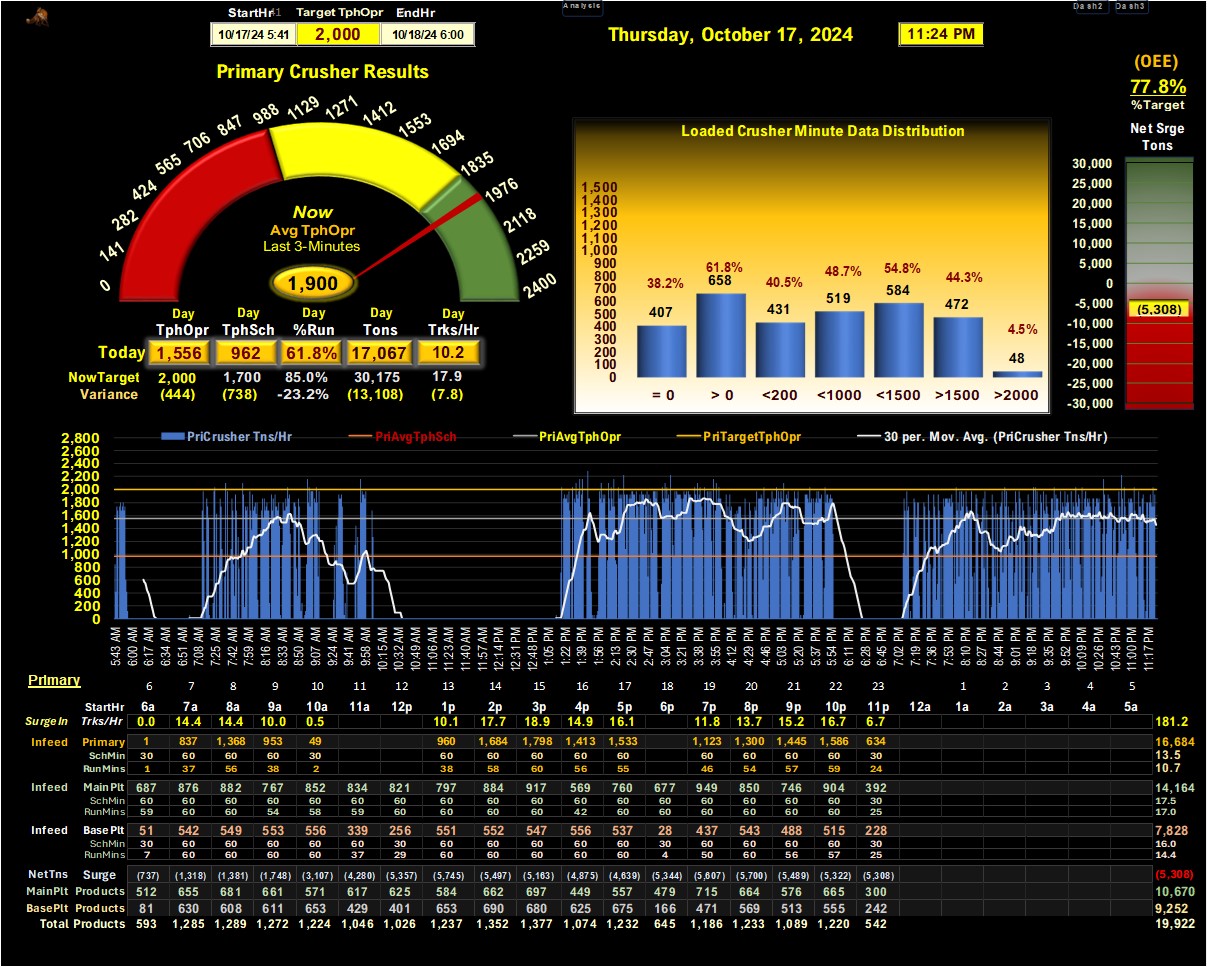 StartHr Target TphOpr EndHr
10/17/24 5:41 2,000 10/18/24 6:00
Analysis
Thursday, October 17, 2024 11:24 PM
Dash2 Dash3
(OEE)
77.8%
%Target
Primary Crusher Results
0 141 282 424 565 706 847 988 1129 1271 1412 1553 1694 1835 1976 2118 2259 2400
Now
Avg TphOpr
Last 3-Minutes
1,900
Day Day Day Day Day
TphOpr TphSch %Run Tons Trks/Hr
Today 1,556 962 61.8% 17,067 10.2
NowTarget 2,000 1,700 85.0% 30,175 17.9
Variance (444) (738) -23.2% (13,108) (7.8)
Loaded Crusher Minute Data Distribution
1,500
1,400
1,300
1,200
1,100
1,000
900
800
700
600
500
400
300
200
100
0
38.2% 61.8% 40.5% 48.7% 54.8% 44.3% 4.5%
407 658 431 519 584 472 48
= 0 > 0 <200 <1000 <1500 >1500 >2000
Net Srge
Tons
30,000
25,000
20,000
15,000
10,000
5,000
0
-5,000
(5,308)
-10,000
-15,000
-20,000
-25,000
-30,000
PriCrusher Tns/Hr PriAvgTphSch PriAvgTphOpr PriTargetTphOpr 30 per. Mov. Avg. (PriCrusher Tns/Hr)
2,800
2,600
2,400
2,200
2,000
1,800
1,600
1,400
1,200
1,000
800
600
400
200
0
5:43 AM 6:00 AM 6:17 AM 6:34 AM 6:51 AM 7:08 AM 7:25 AM 7:42 AM 7:59 AM 8:16 AM 8:33 AM 8:50 AM 9:07 AM 9:24 AM 9:41 AM 9:58 AM 10:15 AM 10:32 AM 10:49 AM 11:06 AM 11:23 AM 11:40 AM 11:57 AM 12:14 PM 12:31 PM 12:48 PM 1:05 PM 1:22 PM 1:39 PM 1:56 PM 2:13 PM 2:30 PM 2:47 PM 3:04 PM 3:21 PM 3:38 PM 3:55 PM 4:12 PM 4:29 PM 4:46 PM 5:03 PM 5:20 PM 5:37 PM 5:54 PM 6:11 PM 6:28 PM 6:45 PM 7:02 PM 7:19 PM 7:36 PM 7:53 PM 8:10 PM 8:27 PM 8:44 PM 9:01 PM 9:18 PM 9:35 PM 9:52 PM 10:09 PM 10:26 PM 10:43 PM 11:00 PM 11:17 PM
Primary
6 7 8 9 10 11 12 13 14 15 16 17 18 19 20 21 22 23 1 2 3 4 5
StartHr 6a 7a 8a 9a 10a 11a 12p 1p 2p 3p 4p 5p 6p 7p 8p 9p 10p 11p 12a 1a 2a 3a 4a 5a
SurgeIn Trks/Hr 0.0 14.4 14.4 10.0 0.5 10.1 17.7 18.9 14.9 16.1 11.8 13.7 15.2 16.7 6.7 181.2
Infeed Primary 1 837 1,368 953 49 960 1,684 1,798 1,413 1,533 1,123 1,300 1,445 1,586 634 16,684
SchMin 30 60 60 60 30 60 60 60 60 60 60 60 60 60 30 13.5
RunMins 1 37 56 38 2 38 58 60 56 55 46 54 57 59 24 10.7
Infeed MainPlt 687 876 882 767 852 834 821 797 884 917 569 760 677 949 850 746 904 392 14,164
SchMin 60 60 60 60 60 60 60 60 60 60 60 60 60 60 60 60 60 30 17.5
RunMins 59 60 60 54 58 59 60 60 60 60 42 60 60 60 60 60 60 25 17.0
Infeed BasePlt 51 542 549 553 556 339 256 551 552 547 556 537 28 437 543 488 515 228 7,828
SchMin 30 60 60 60 60 60 30 60 60 60 60 60 30 60 60 60 60 30 16.0
RunMins 7 60 60 60 60 37 29 60 60 60 60 60 4 50 60 56 57 25 14.4
NetTns Surge (737) (1,318) (1,381) (1,748) (3,107) (4,280) (5,357) (5,745) (5,497) (5,163) (4,875) (4,639) (5,344) (5,607) (5,700) (5,489) (5,322) (5,308) (5,308)
MainPlt Products 512 655 681 661 571 617 625 584 662 697 449 557 479 715 664 576 665 300 10,670
BasePlt Products 81 630 608 611 653 429 401 653 690 680 625 675 166 471 569 513 555 242 9,252
Total Products 593 1,285 1,289 1,272 1,224 1,046 1,026 1,237 1,352 1,377 1,074 1,232 645 1,186 1,233 1,089 1,220 542 19,922